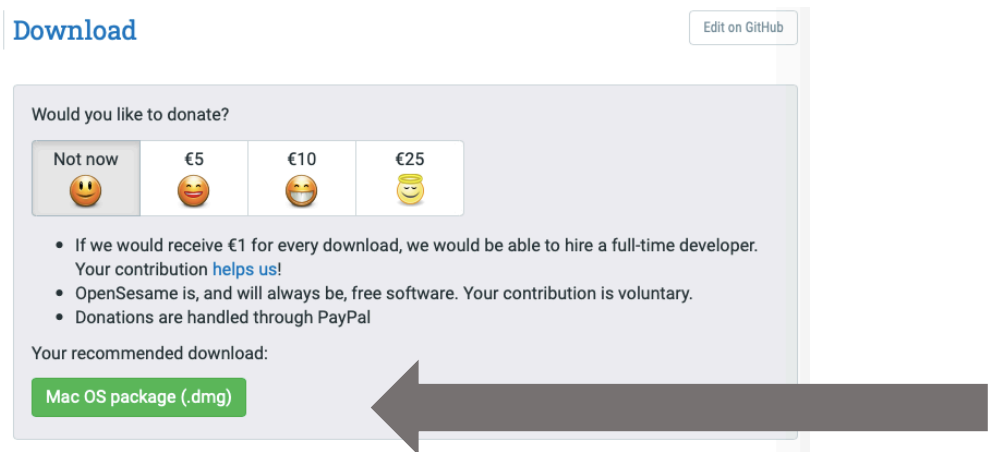 Download
Edit on GitHub
Would you like to donate?
Not now
€5
€10
€25
If we would receive €1 for every download, we would be able to hire a full-time developer.
Your contribution helps us!
OpenSesame is, and will always be, free software. Your contribution is voluntary.
Donations are handled through PayPal
Your recommended download:
Mac OS package (.dmg)